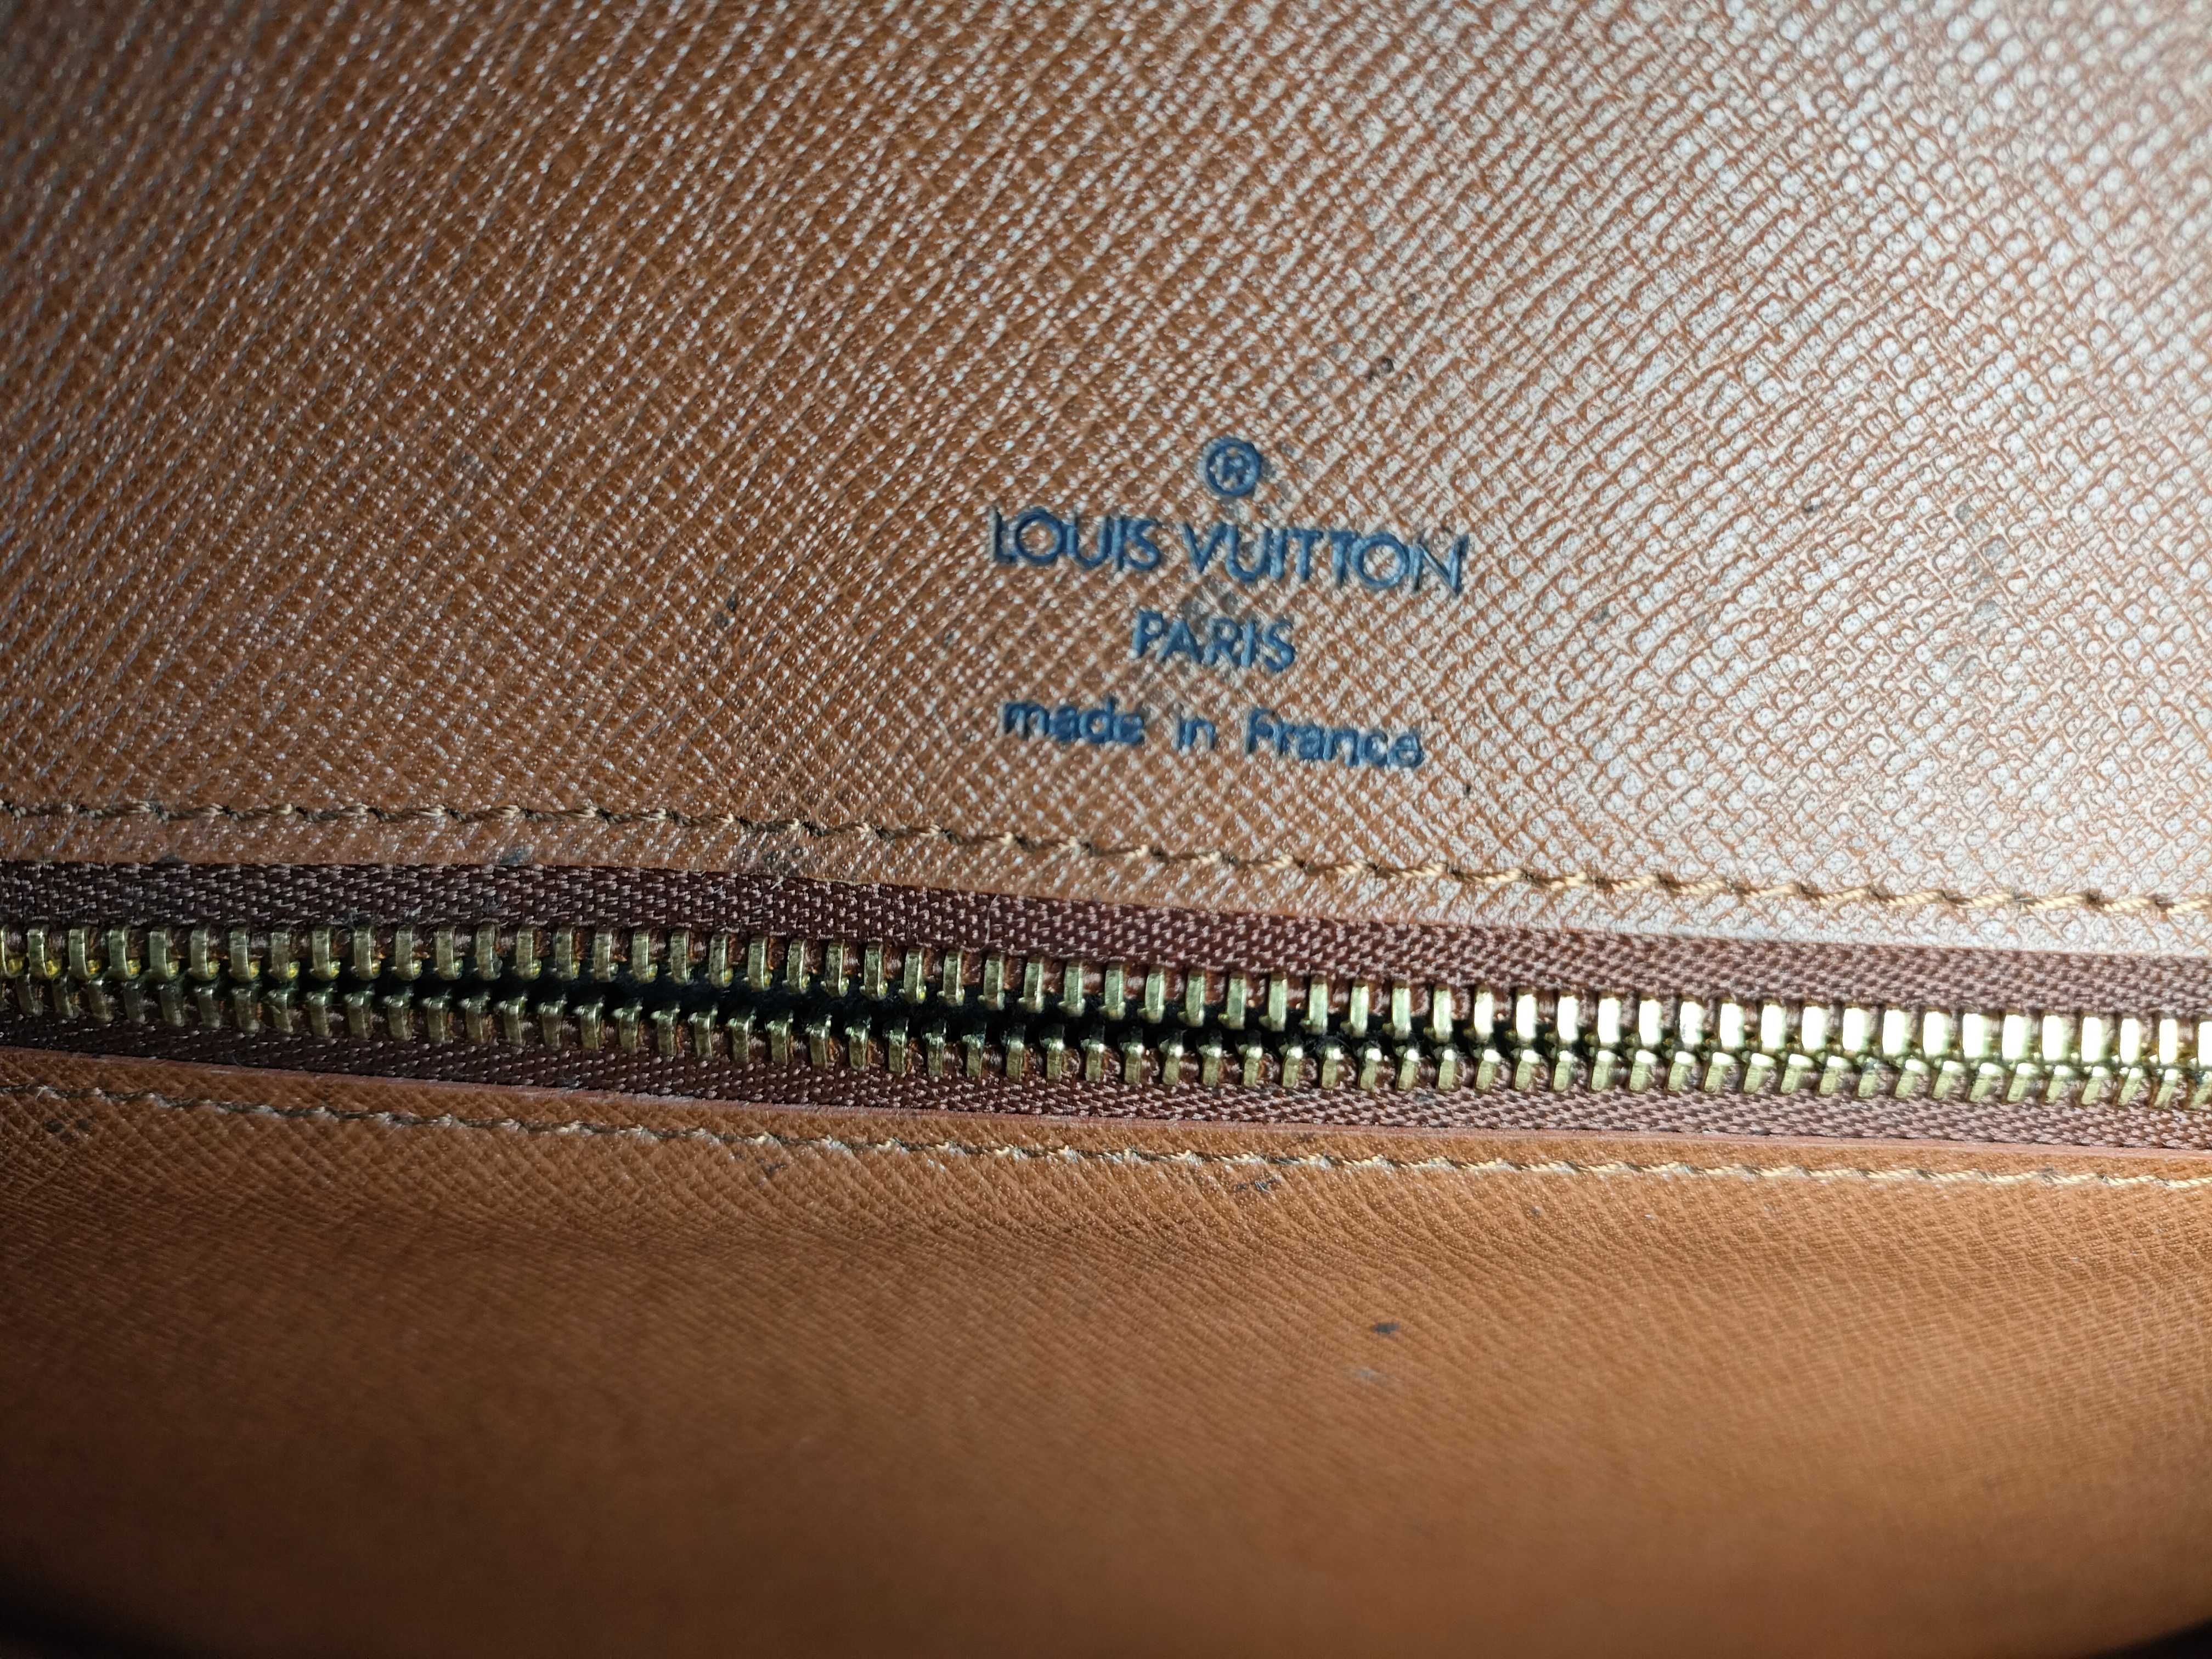 ®
LOUIS VUITTON
PARIS
made in France